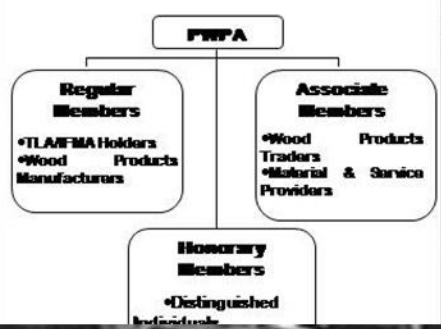 PWPA
Regular
Members
•TLA/IFMA Holders
•Wood Products
Manufacturers
Associate
Members
•Wood Products
Traders
•Material & Service
Providers
Honorary
Members
•Distinguished
Individuals